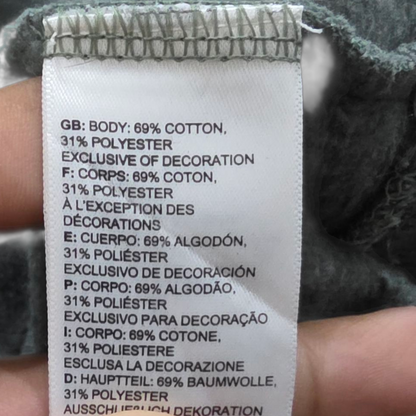 GB: BODY: 69% COTTON,
31% POLYESTER
EXCLUSIVE OF DECORATION
F: CORPS: 69% COTON,
31% POLYESTER
À L'EXCEPTION DES
DÉCORATIONS
E: CUERPO: 69% ALGODÓN,
31% POLIÉSTER
EXCLUSIVO DE DECORACIÓN
P: CORPO: 69% ALGODÃO,
31% POLIÉSTER
EXCLUSIVO PARA DECORAÇÃO
I: CORPO: 69% COTONE,
31% POLIESTERE
ESCLUSA LA DECORAZIONE
D: HAUPTTEIL: 69% BAUMWOLLE,
31% POLYESTER
AUSSCHLIEßLICH DEKORATION